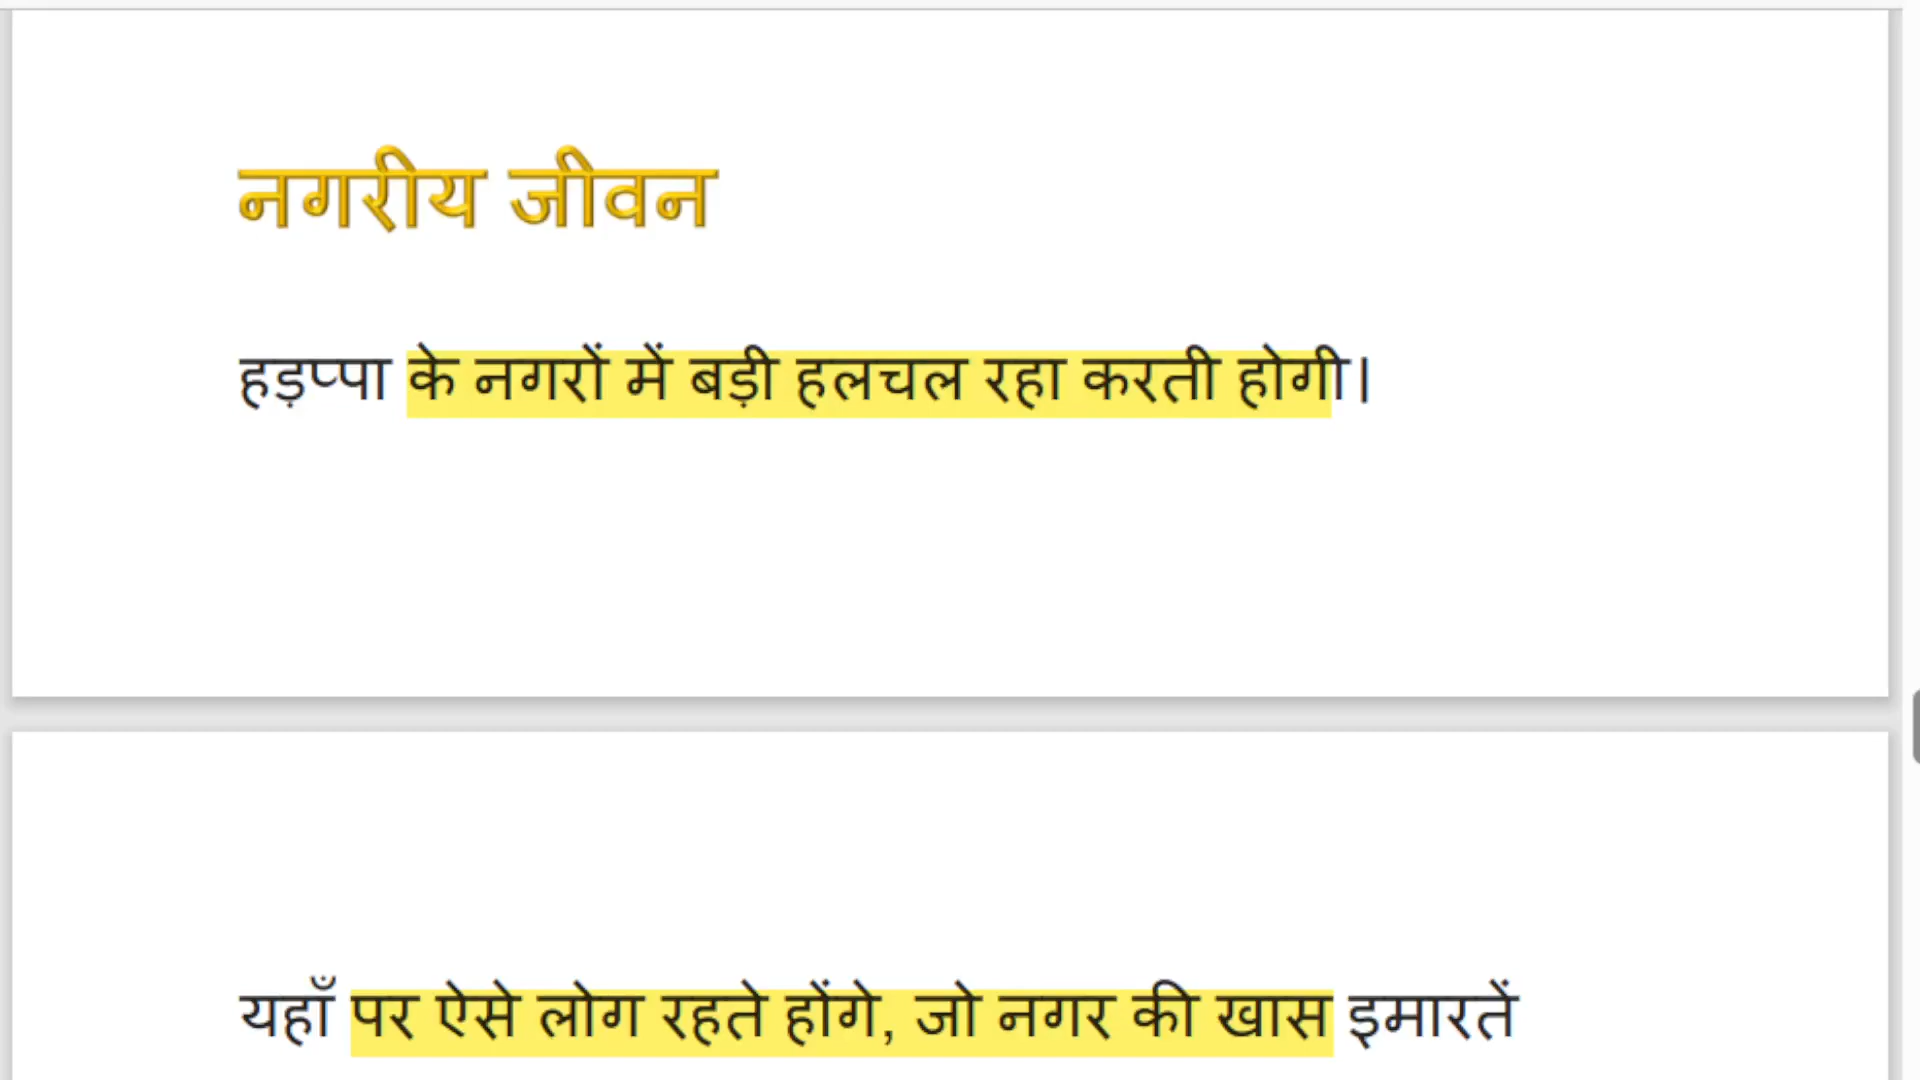 नगरीय जीवन
हड़प्पा के नगरों में बड़ी हलचल रहा करती होगी।
यहाँ पर ऐसे लोग रहते होंगे, जो नगर की खास इमारतें